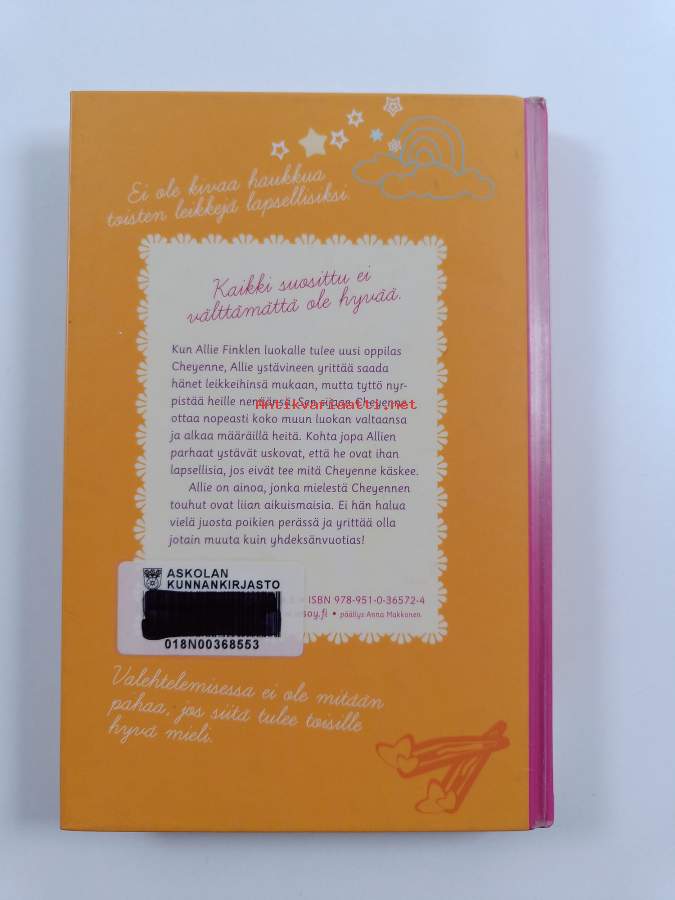 Ei ole kivaa haukkua
toisten leikkejä lapsellisiksi.
Kaikki suosittu ei
välttämättä ole hyvää.
Kun Allie Finklen luokalle tulee uusi oppilas
Cheyenne, Allie ystävineen yrittää saada
hänet leikkeihinsä mukaan, mutta tyttö nyr-
pistää heille nenäänsä. Sen sijaan Cheyenne
Antikvariaatti.net
ottaa nopeasti koko muun luokan valtaansa
ja alkaa määräillä heitä. Kohta jopa Allien
parhaat ystävät uskovat, että he ovat ihan
lapsellisia, jos eivät tee mitä Cheyenne käskee.
Allie on ainoa, jonka mielestä Cheyennen
touhut ovat liian aikuismaisia. Ei hän halua
vielä juosta poikien perässä ja yrittää olla
jotain muuta kuin yhdeksänvuotias!
ASKOLAN
KUNNANKIRJASTO
• ISBN 978-951-0-36572-4
soy.fi • päällys Anna Makkonen
018N00368553
Valehtelemisessa ei ole mitään
pahaa, jos siitä tulee toisille
hyvä mieli.